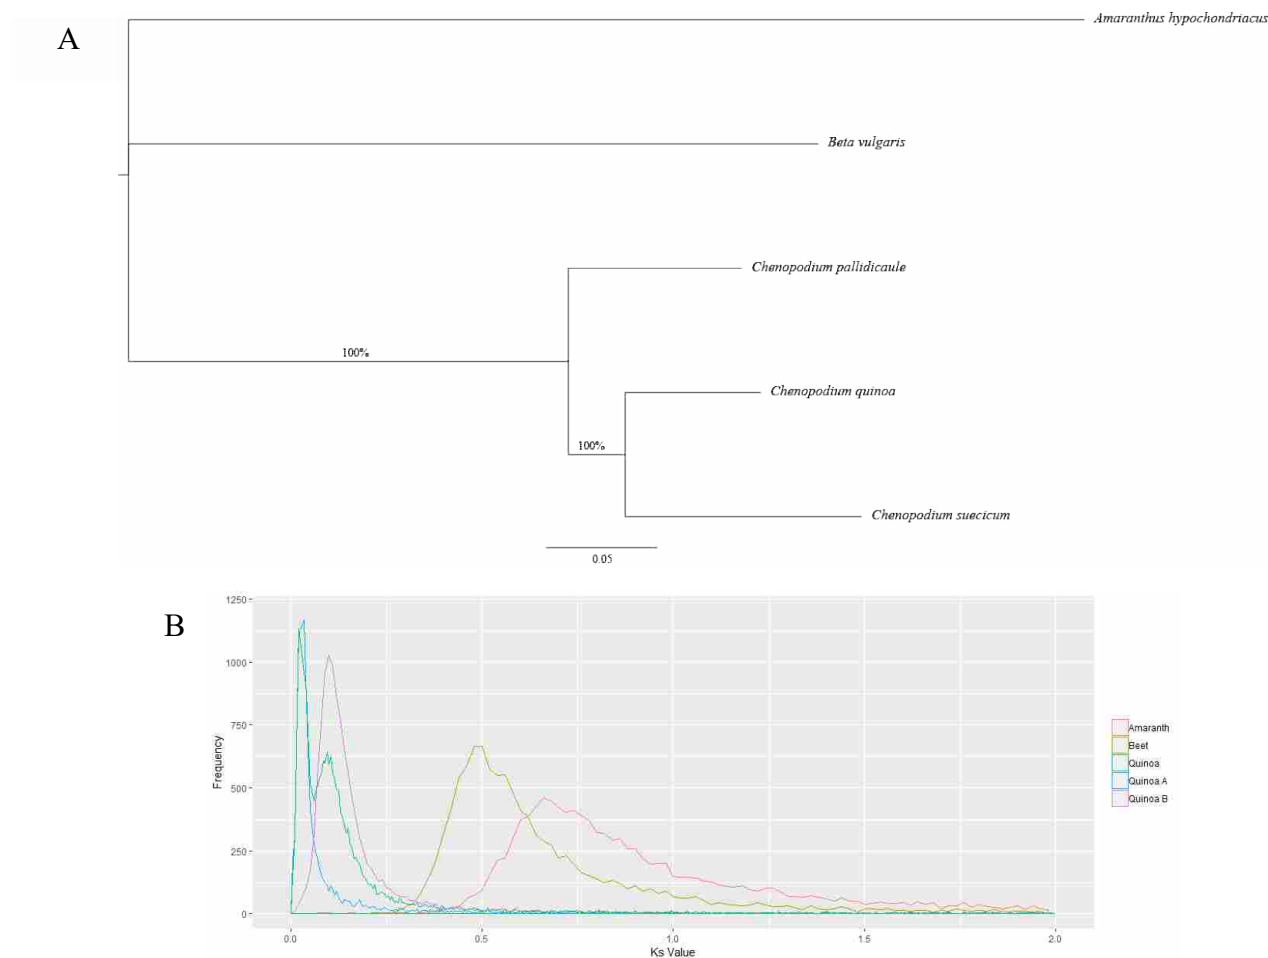 A
Amaranthus hypochondriacus
Beta vulgaris
Chenopodium pallidicaule
100%
Chenopodium quinoa
100%
Chenopodium suecicum
0.05
B
1250
1000
750
500
250
0
Frequency
0.0 0.5 1.0 1.5 2.0
Ks Value
Amaranth
Beet
Quinoa
Quinoa A
Quinoa B